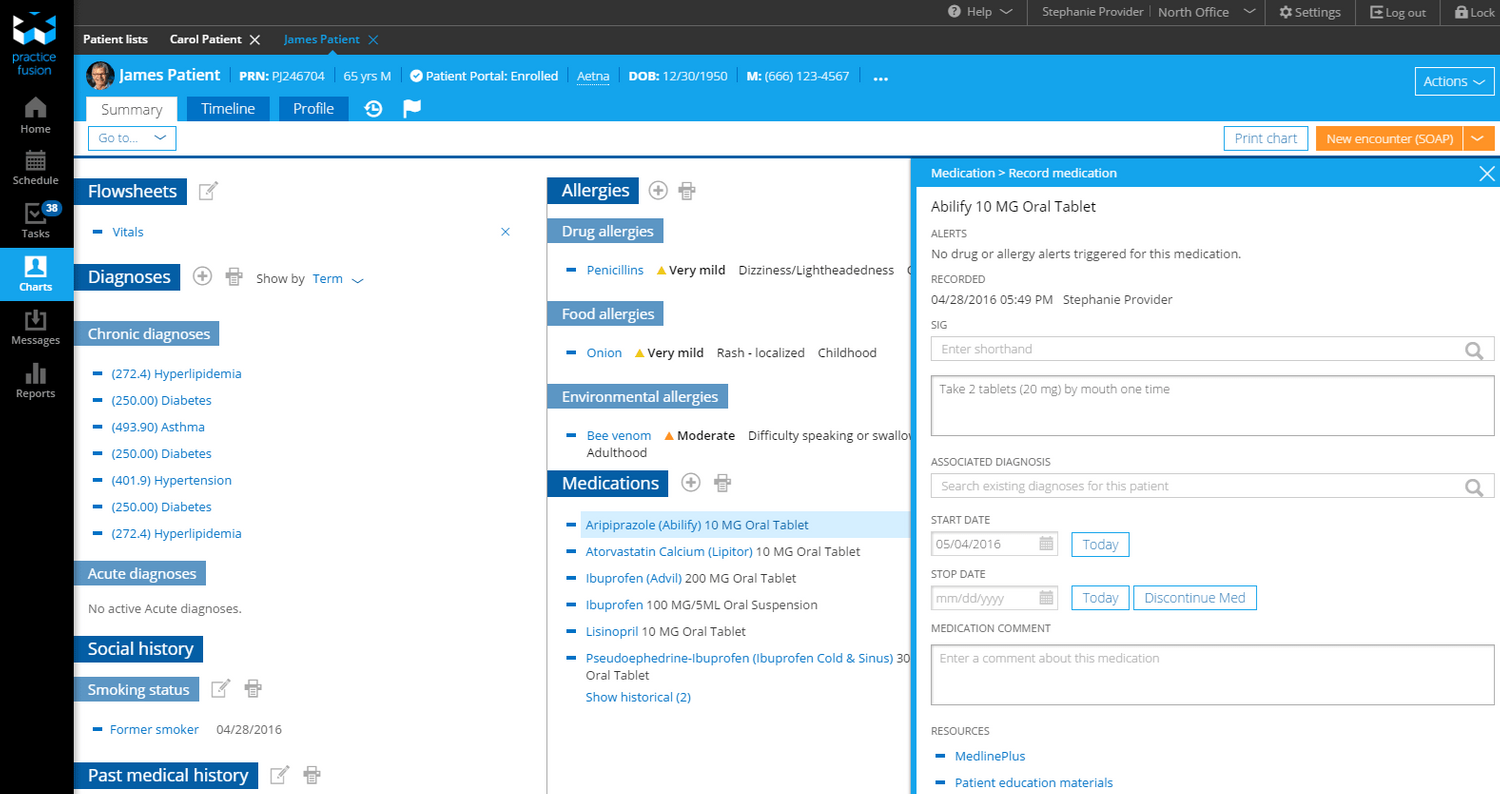 Help
Stephanie Provider North Office
Settings
Log out
Lock
practice
fusion
Patient lists
Carol Patient
James Patient
James Patient
PRN: PJ246704
65 yrs M
Patient Portal: Enrolled
Aetna
DOB: 12/30/1950
M: (666) 123-4567
...
Actions
Summary
Timeline
Profile
Go to...
Print chart
New encounter (SOAP)
Home
Schedule
38
Tasks
Charts
Messages
Reports
Flowsheets
Vitals
Diagnoses
Show by Term
Chronic diagnoses
(272.4) Hyperlipidemia
(250.00) Diabetes
(493.90) Asthma
(250.00) Diabetes
(401.9) Hypertension
(250.00) Diabetes
(272.4) Hyperlipidemia
Acute diagnoses
No active Acute diagnoses.
Social history
Smoking status
Former smoker 04/28/2016
Past medical history
Allergies
Drug allergies
Penicillins Very mild Dizziness/Lightheadedness
Food allergies
Onion Very mild Rash - localized Childhood
Environmental allergies
Bee venom Moderate Difficulty speaking or swallow
Adulthood
Medications
Aripiprazole (Abilify) 10 MG Oral Tablet
Atorvastatin Calcium (Lipitor) 10 MG Oral Tablet
Ibuprofen (Advil) 200 MG Oral Tablet
Ibuprofen 100 MG/5ML Oral Suspension
Lisinopril 10 MG Oral Tablet
Pseudoephedrine-Ibuprofen (Ibuprofen Cold & Sinus) 30
Oral Tablet
Show historical (2)
Medication > Record medication
Abilify 10 MG Oral Tablet
ALERTS
No drug or allergy alerts triggered for this medication.
RECORDED
04/28/2016 05:49 PM Stephanie Provider
SIG
Enter shorthand
Take 2 tablets (20 mg) by mouth one time
ASSOCIATED DIAGNOSIS
Search existing diagnoses for this patient
START DATE
05/04/2016 Today
STOP DATE
mm/dd/yyyy Today Discontinue Med
MEDICATION COMMENT
Enter a comment about this medication
RESOURCES
MedlinePlus
Patient education materials